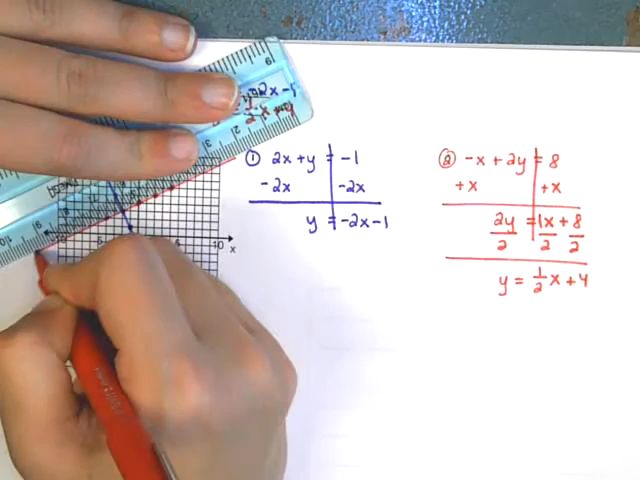 ① 2x + y = -1
-2x -2x
y = -2x - 1
② -x + 2y = 8
+x +x
2y = 1x + 8
2 2 2
y = 1/2 x + 4
10 x